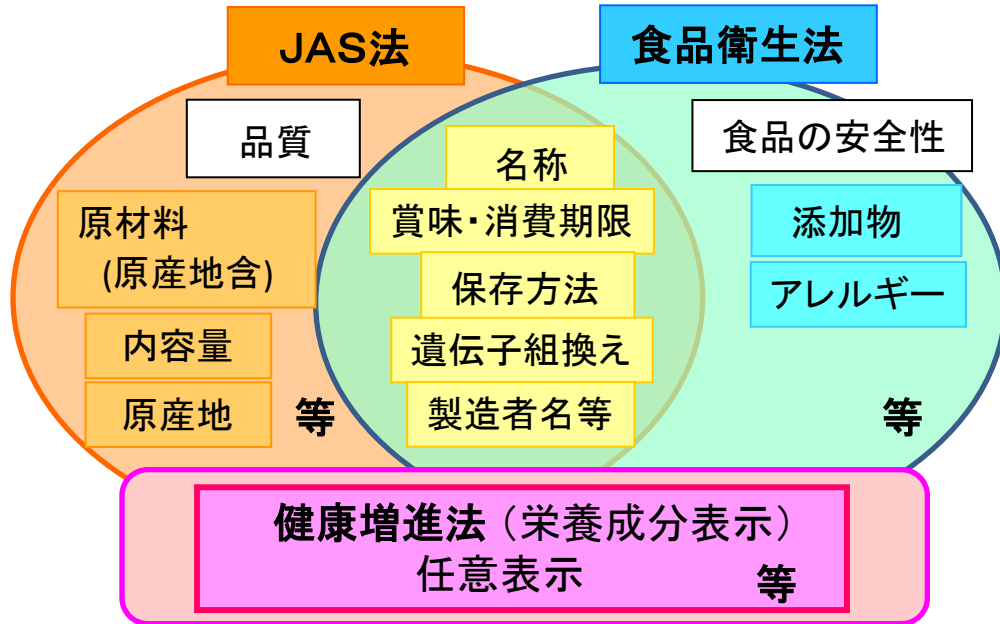 JAS法
食品衛生法
品質
食品の安全性
名称
賞味・消費期限
保存方法
遺伝子組換え
製造者名等
原材料
(原産地含)
内容量
原産地
等
添加物
アレルギー
等
健康増進法（栄養成分表示）
任意表示
等